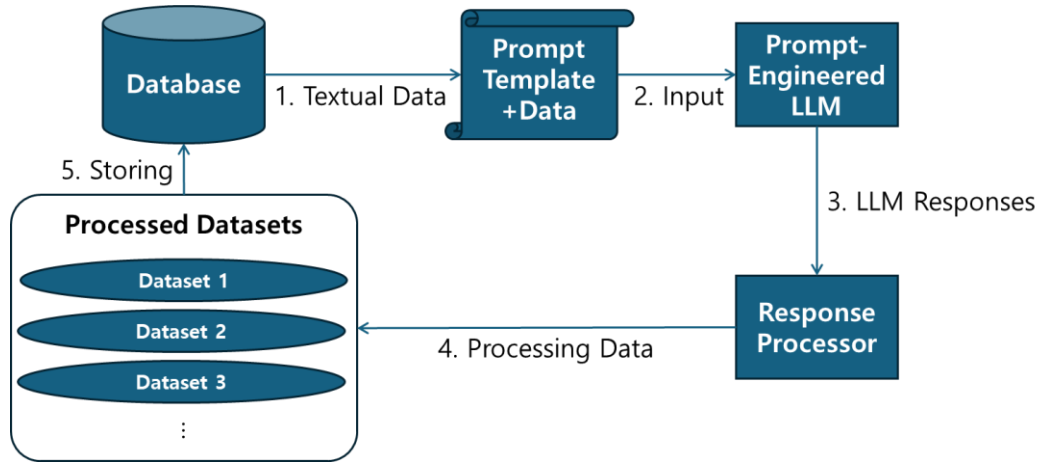 Database
1. Textual Data
Prompt
Template
+Data
2. Input
Prompt-
Engineered
LLM
3. LLM Responses
Response
Processor
4. Processing Data
5. Storing
Processed Datasets
Dataset 1
Dataset 2
Dataset 3
⋮